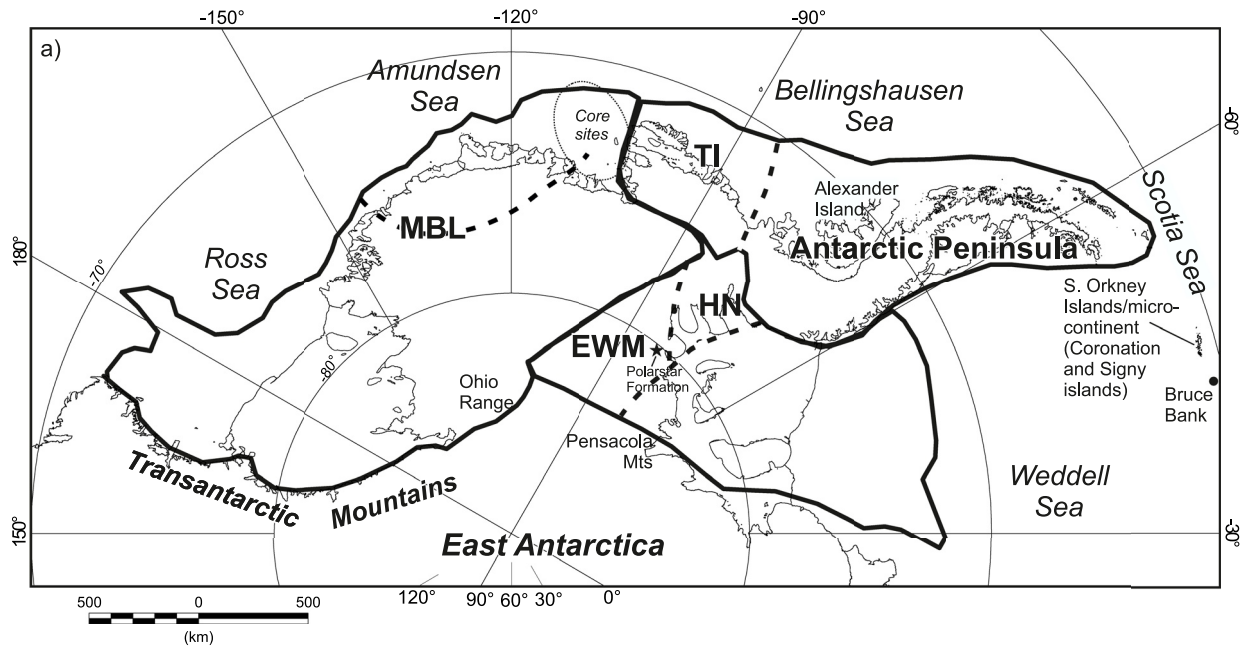 -150°
-120°
-90°
a)
Amundsen
Sea
Bellingshausen
Sea
Core
sites
-60°
TI
Alexander
Island
Scotia Sea
MBL
Antarctic Peninsula
180°
-70°
Ross
Sea
S. Orkney
Islands/micro-
continent
(Coronation
and Signy
islands)
HN
EWM
Polarstar
Formation
-80°
Ohio
Range
Bruce
Bank
Pensacola
Mts
Transantarctic
Mountains
Weddell
Sea
150°
East Antarctica
-30°
120°
90°
60°
30°
0°
500
0
500
(km)